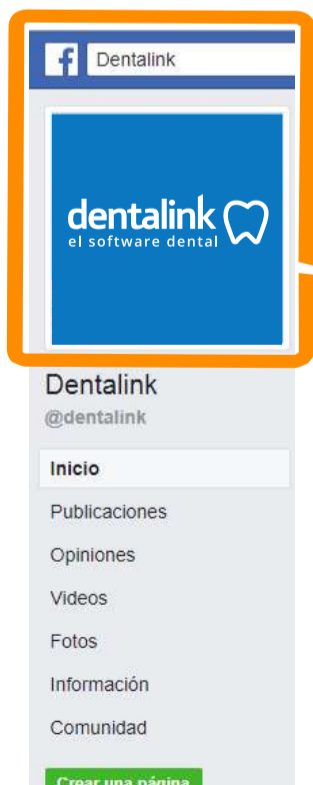 Dentalink
dentalink
el software dental
Dentalink
@dentalink
Inicio
Publicaciones
Opiniones
Videos
Fotos
Información
Comunidad
Crear una página